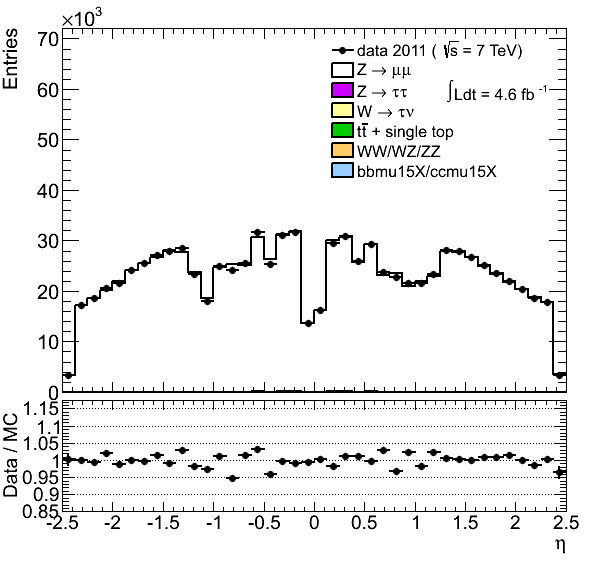 ×10³
Entries
70
60
50
40
30
20
10
0
data 2011 ( √s = 7 TeV)
Z → μμ
Z → ττ
W → τν
tt̄ + single top
WW/WZ/ZZ
bbmu15X/ccmu15X
∫Ldt = 4.6 fb⁻¹
Data / MC
1.15
1.1
1.05
1
0.95
0.9
0.85
-2.5 -2 -1.5 -1 -0.5 0 0.5 1 1.5 2 2.5
η